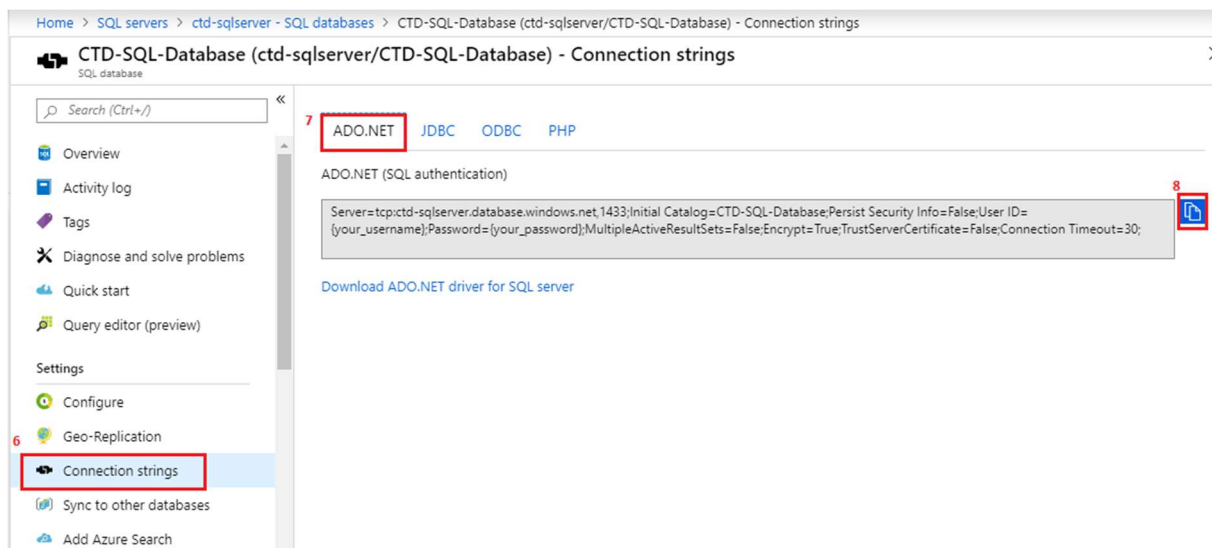 Home > SQL servers > ctd-sqlserver - SQL databases > CTD-SQL-Database (ctd-sqlserver/CTD-SQL-Database) - Connection strings
CTD-SQL-Database (ctd-sqlserver/CTD-SQL-Database) - Connection strings
SQL database
Search (Ctrl+/)
«
Overview
Activity log
Tags
Diagnose and solve problems
Quick start
Query editor (preview)
Settings
Configure
Geo-Replication
6
Connection strings
Sync to other databases
Add Azure Search
7
ADO.NET JDBC ODBC PHP
ADO.NET (SQL authentication)
8
Server=tcp:ctd-sqlserver.database.windows.net,1433;Initial Catalog=CTD-SQL-Database;Persist Security Info=False;User ID=
{your_username};Password={your_password};MultipleActiveResultSets=False;Encrypt=True;TrustServerCertificate=False;Connection Timeout=30;
Download ADO.NET driver for SQL server